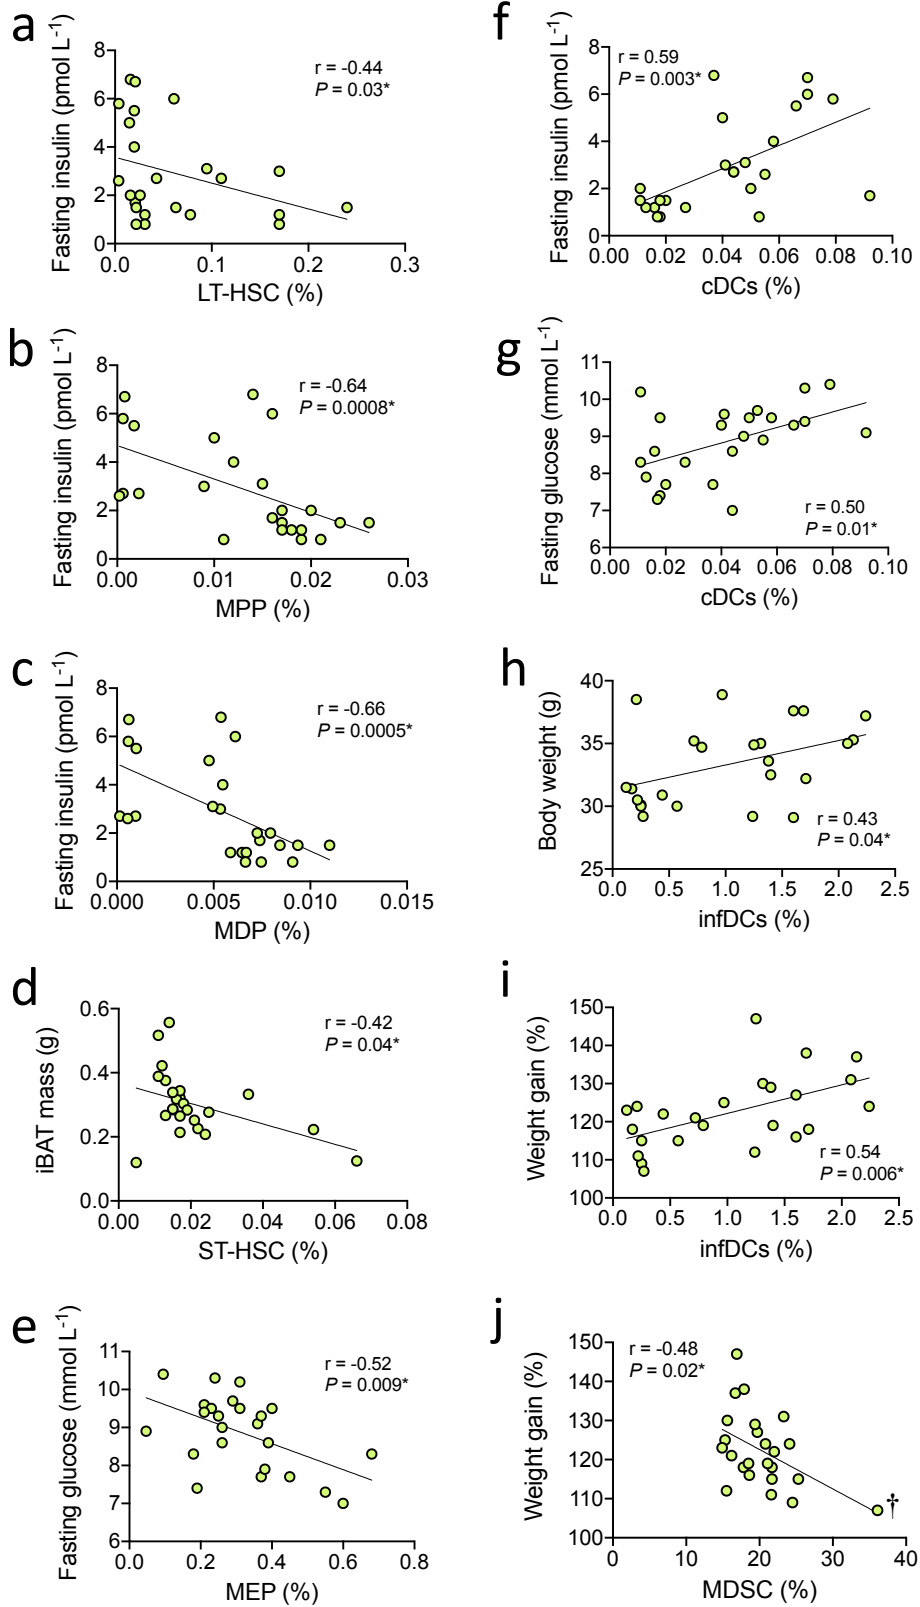 a
Fasting insulin (pmol L-1)
8
6
4
2
0
0.0 0.1 0.2 0.3
LT-HSC (%)
r = -0.44
P = 0.03*
b
Fasting insulin (pmol L-1)
8
6
4
2
0
0.00 0.01 0.02 0.03
MPP (%)
r = -0.64
P = 0.0008*
c
Fasting insulin (pmol L-1)
8
6
4
2
0
0.000 0.005 0.010 0.015
MDP (%)
r = -0.66
P = 0.0005*
d
iBAT mass (g)
0.6
0.4
0.2
0.0
0.00 0.02 0.04 0.06 0.08
ST-HSC (%)
r = -0.42
P = 0.04*
e
Fasting glucose (mmol L-1)
11
10
9
8
7
6
0.0 0.2 0.4 0.6 0.8
MEP (%)
r = -0.52
P = 0.009*
f
Fasting insulin (pmol L-1)
8
6
4
2
0
0.00 0.02 0.04 0.06 0.08 0.10
cDCs (%)
r = 0.59
P = 0.003*
g
Fasting glucose (mmol L-1)
11
10
9
8
7
6
0.00 0.02 0.04 0.06 0.08 0.10
cDCs (%)
r = 0.50
P = 0.01*
h
Body weight (g)
40
35
30
25
0.0 0.5 1.0 1.5 2.0 2.5
infDCs (%)
r = 0.43
P = 0.04*
i
Weight gain (%)
150
140
130
120
110
100
0.0 0.5 1.0 1.5 2.0 2.5
infDCs (%)
r = 0.54
P = 0.006*
j
Weight gain (%)
150
140
130
120
110
100
0 10 20 30 40
MDSC (%)
r = -0.48
P = 0.02*
†